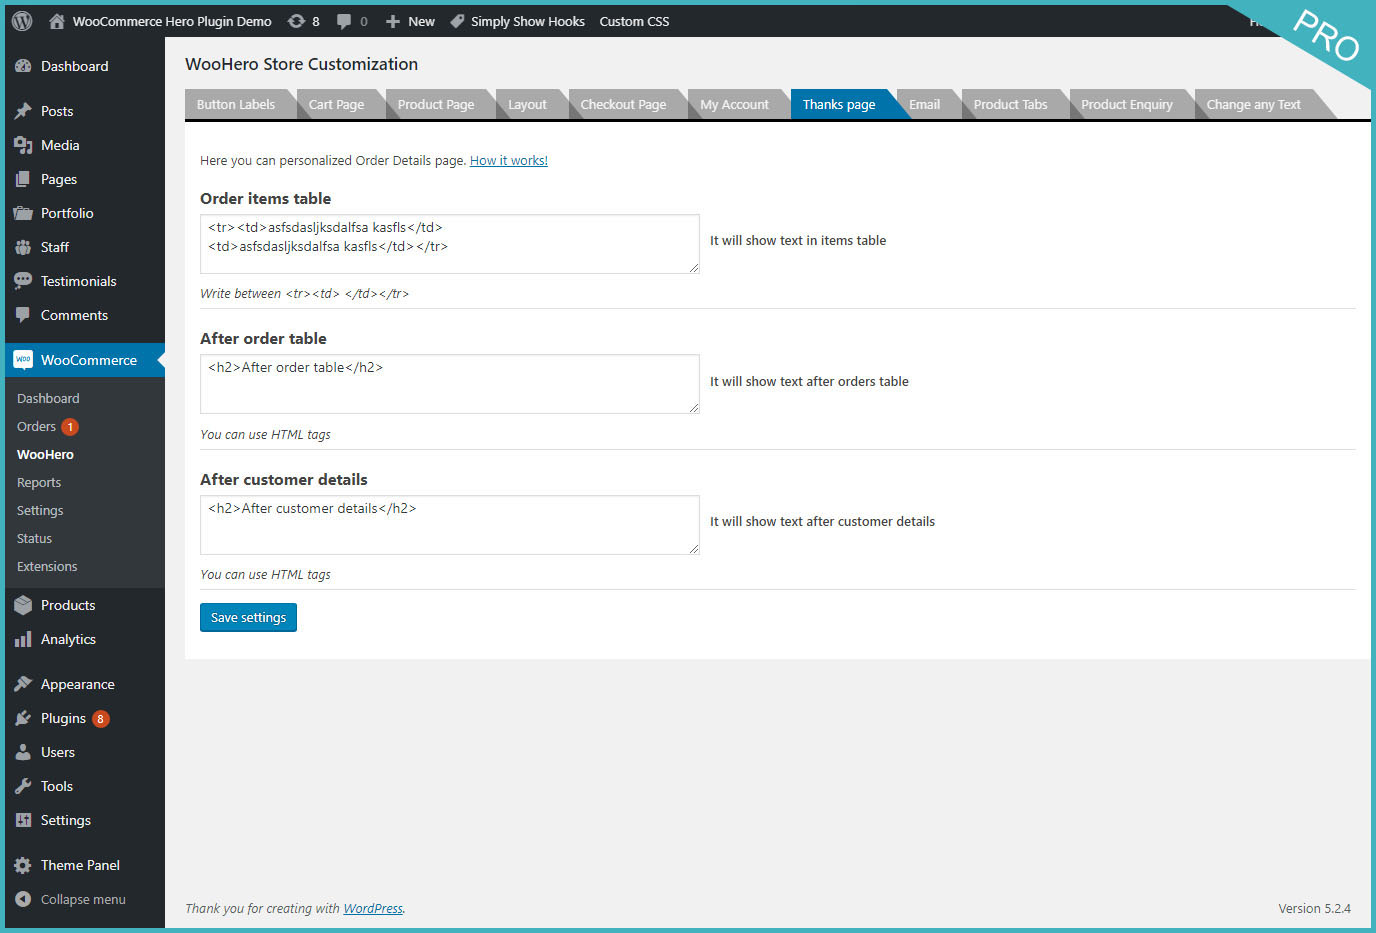 WooCommerce Hero Plugin Demo 8 0 New Simply Show Hooks Custom CSS
PRO
Dashboard
Posts
Media
Pages
Portfolio
Staff
Testimonials
Comments
WOO WooCommerce
Dashboard
Orders 1
WooHero
Reports
Settings
Status
Extensions
Products
Analytics
Appearance
Plugins 8
Users
Tools
Settings
Theme Panel
Collapse menu
WooHero Store Customization
Button Labels Cart Page Product Page Layout Checkout Page My Account Thanks page Email Product Tabs Product Enquiry Change any Text
Here you can personalized Order Details page. How it works!
Order items table
<tr><td>asfsdasljksdalfsa kasfls</td>
<td>asfsdasljksdalfsa kasfls</td></tr>
It will show text in items table
Write between <tr><td> </td></tr>
After order table
<h2>After order table</h2>
It will show text after orders table
You can use HTML tags
After customer details
<h2>After customer details</h2>
It will show text after customer details
You can use HTML tags
Save settings
Thank you for creating with WordPress.
Version 5.2.4